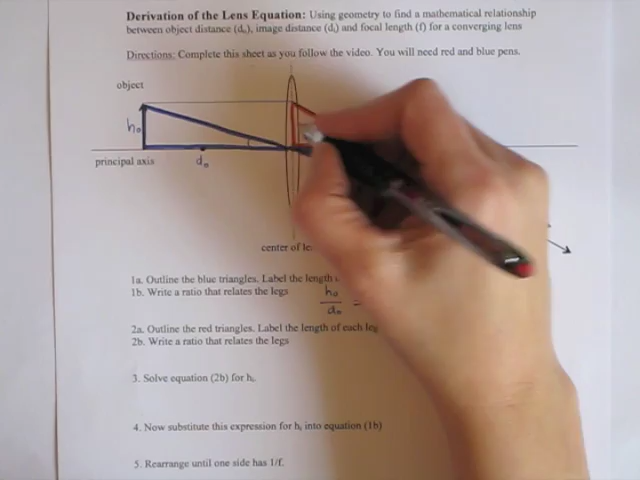 Derivation of the Lens Equation: Using geometry to find a mathematical relationship
between object distance (dₒ), image distance (dᵢ) and focal length (f) for a converging lens
Directions: Complete this sheet as you follow the video. You will need red and blue pens.
object
hₒ
principal axis
dₒ
center of
1a. Outline the blue triangles. Label the length
1b. Write a ratio that relates the legs
hₒ
dₒ =
2a. Outline the red triangles. Label the length of each leg
2b. Write a ratio that relates the legs
3. Solve equation (2b) for hᵢ.
4. Now substitute this expression for hᵢ into equation (1b)
5. Rearrange until one side has 1/f.